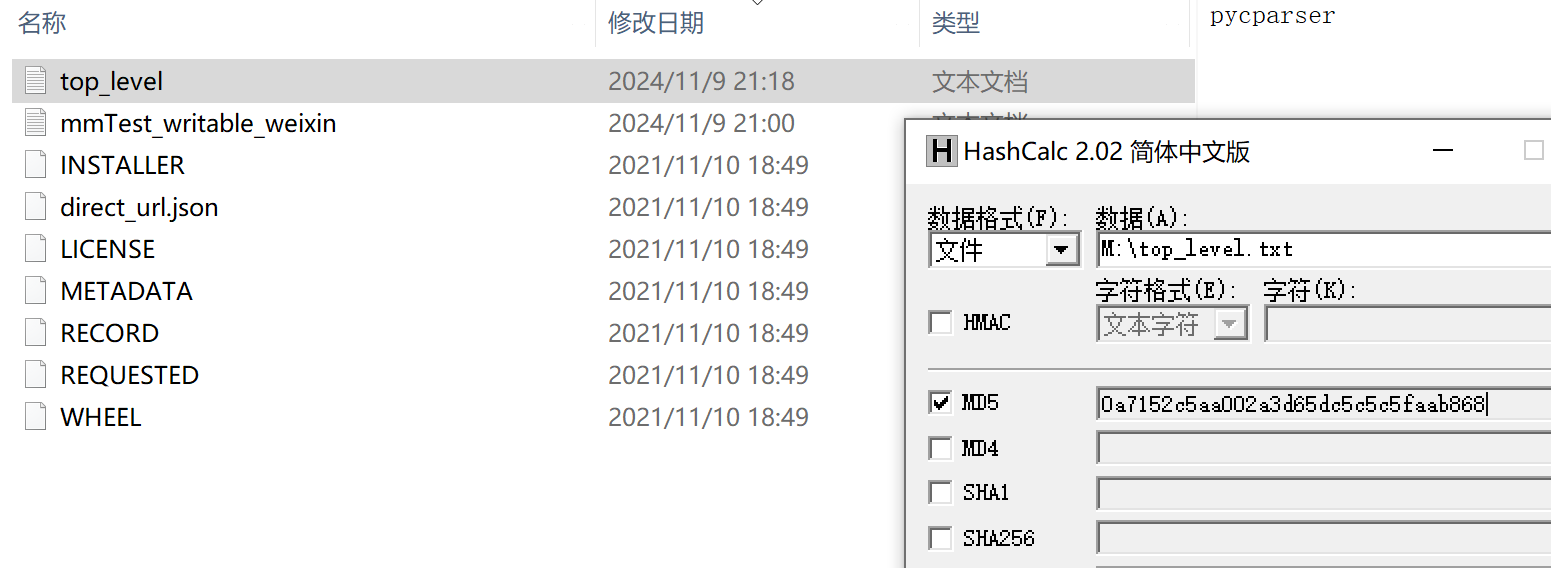 名称 修改日期 类型
top_level 2024/11/9 21:18 文本文档
mmTest_writable_weixin 2024/11/9 21:00
INSTALLER 2021/11/10 18:49
direct_url.json 2021/11/10 18:49
LICENSE 2021/11/10 18:49
METADATA 2021/11/10 18:49
RECORD 2021/11/10 18:49
REQUESTED 2021/11/10 18:49
WHEEL 2021/11/10 18:49
pycparser
HashCalc 2.02 简体中文版
数据格式(F): 数据(A):
文件 M:\top_level.txt
字符格式(E): 字符(K):
HMAC 文本字符
MD5 0a7152c5aa002a3d65dc5c5c5faab868
MD4
SHA1
SHA256